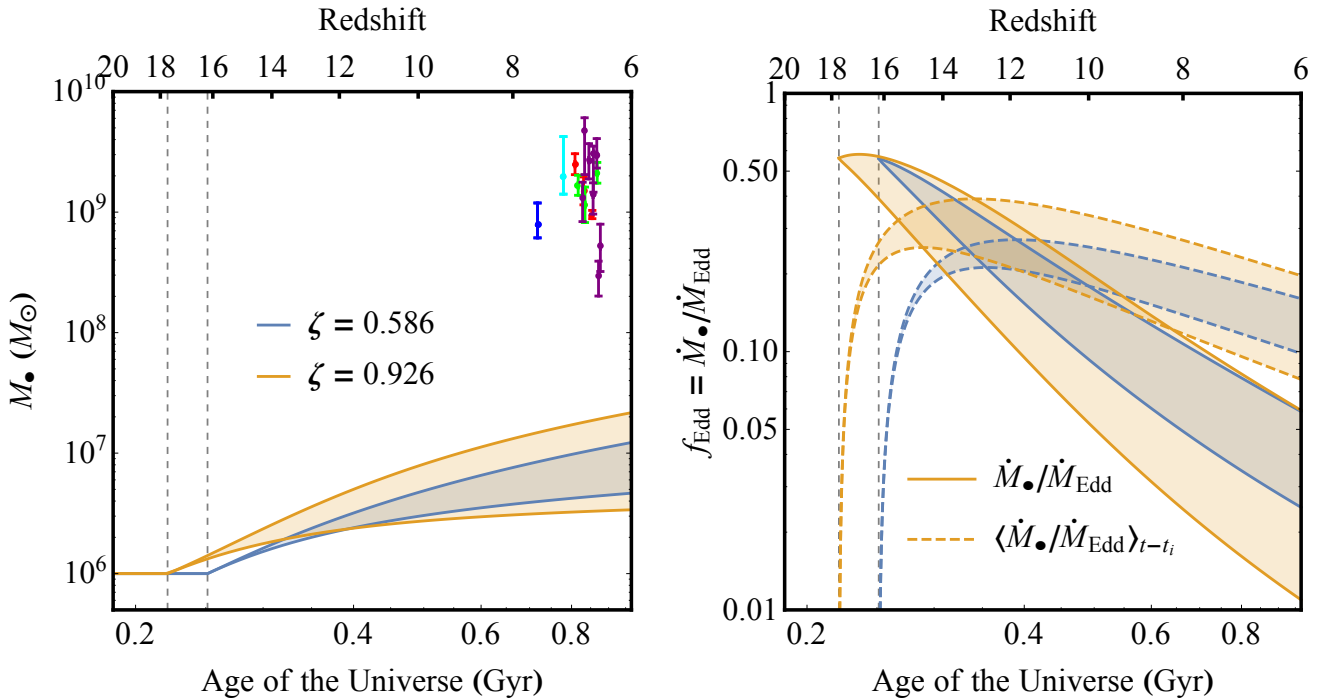 Redshift
20 18 16 14 12 10 8 6
10^10
10^9
10^8
10^7
10^6
M• (M⊙)
ζ = 0.586
ζ = 0.926
0.2 0.4 0.6 0.8
Age of the Universe (Gyr)
Redshift
20 18 16 14 12 10 8 6
1
0.50
0.10
0.05
0.01
f_Edd = Ṁ•/Ṁ_Edd
Ṁ•/Ṁ_Edd
⟨Ṁ•/Ṁ_Edd⟩_{t−t_i}
0.2 0.4 0.6 0.8
Age of the Universe (Gyr)